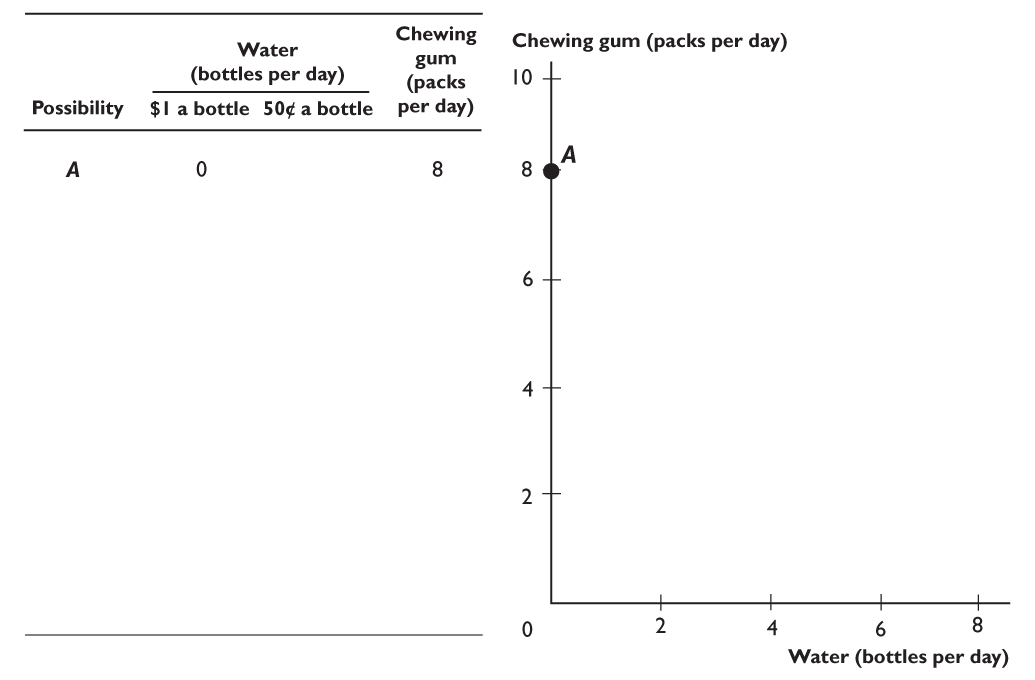 Water
(bottles per day)
Chewing
gum
(packs
per day)
Possibility $1 a bottle 50¢ a bottle
A 0 8
Chewing gum (packs per day)
10
8
A
6
4
2
0 2 4 6 8
Water (bottles per day)